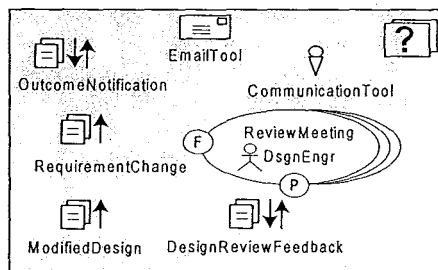 EmailTool
?
OutcomeNotification
CommunicationTool
F
ReviewMeeting
DsgnEngr
RequirementChange
P
ModifiedDesign
DesignReviewFeedback